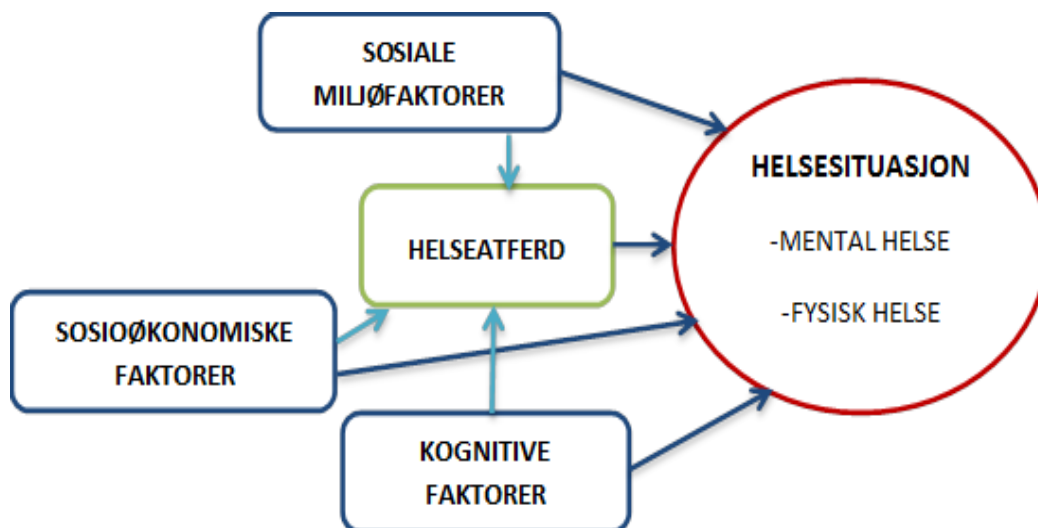 SOSIALE
MILJØFAKTORER
HELSESITUASJON
-MENTAL HELSE
-FYSISK HELSE
HELSEATFERD
SOSIOØKONOMISKE
FAKTORER
KOGNITIVE
FAKTORER